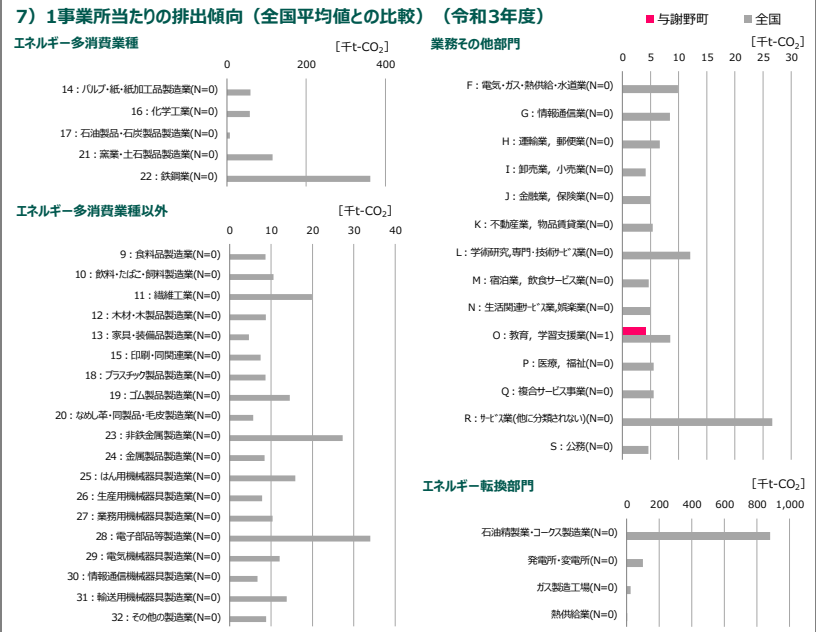 7）1事業所当たりの排出傾向（全国平均値との比較）（令和3年度）
与謝野町
全国
エネルギー多消費業種
[千t-CO₂]
0 200 400
14：パルプ・紙・紙加工品製造業(N=0)
16：化学工業(N=0)
17：石油製品・石炭製品製造業(N=0)
21：窯業・土石製品製造業(N=0)
22：鉄鋼業(N=0)
エネルギー多消費業種以外
[千t-CO₂]
0 10 20 30 40
9：食料品製造業(N=0)
10：飲料・たばこ・飼料製造業(N=0)
11：繊維工業(N=0)
12：木材・木製品製造業(N=0)
13：家具・装備品製造業(N=0)
15：印刷・同関連業(N=0)
18：プラスチック製品製造業(N=0)
19：ゴム製品製造業(N=0)
20：なめし革・同製品・毛皮製造業(N=0)
23：非鉄金属製造業(N=0)
24：金属製品製造業(N=0)
25：はん用機械器具製造業(N=0)
26：生産用機械器具製造業(N=0)
27：業務用機械器具製造業(N=0)
28：電子部品等製造業(N=0)
29：電気機械器具製造業(N=0)
30：情報通信機械器具製造業(N=0)
31：輸送用機械器具製造業(N=0)
32：その他の製造業(N=0)
業務その他部門
[千t-CO₂]
0 5 10 15 20 25 30
F：電気・ガス・熱供給・水道業(N=0)
G：情報通信業(N=0)
H：運輸業，郵便業(N=0)
I：卸売業，小売業(N=0)
J：金融業，保険業(N=0)
K：不動産業，物品賃貸業(N=0)
L：学術研究,専門・技術ｻｰﾋﾞｽ業(N=0)
M：宿泊業，飲食サービス業(N=0)
N：生活関連ｻｰﾋﾞｽ業,娯楽業(N=0)
O：教育，学習支援業(N=1)
P：医療，福祉(N=0)
Q：複合サービス事業(N=0)
R：ｻｰﾋﾞｽ業(他に分類されない)(N=0)
S：公務(N=0)
エネルギー転換部門
[千t-CO₂]
0 200 400 600 800 1,000
石油精製業・コークス製造業(N=0)
発電所・変電所(N=0)
ガス製造工場(N=0)
熱供給業(N=0)